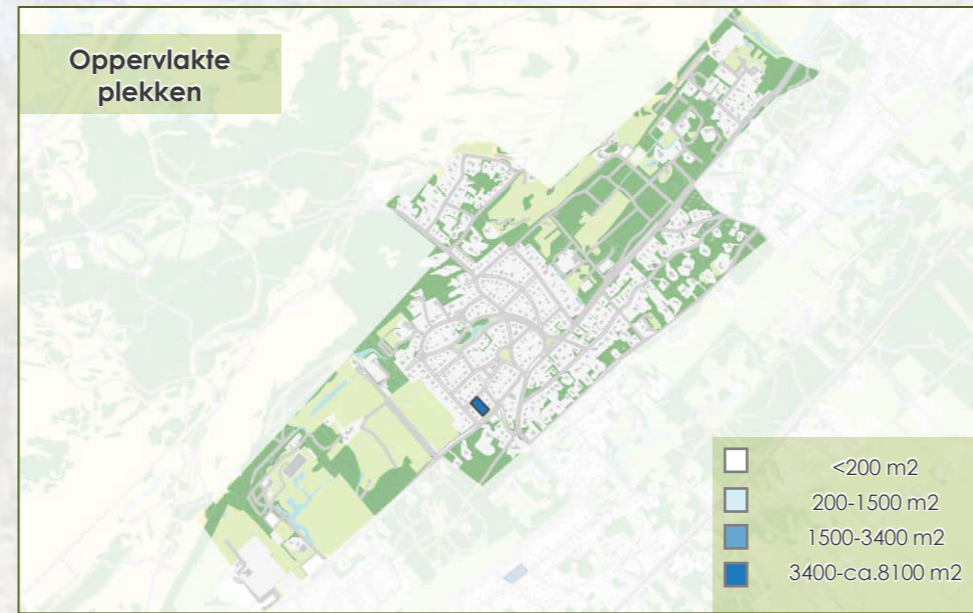 Oppervlakte
plekken
<200 m2
200-1500 m2
1500-3400 m2
3400-ca.8100 m2